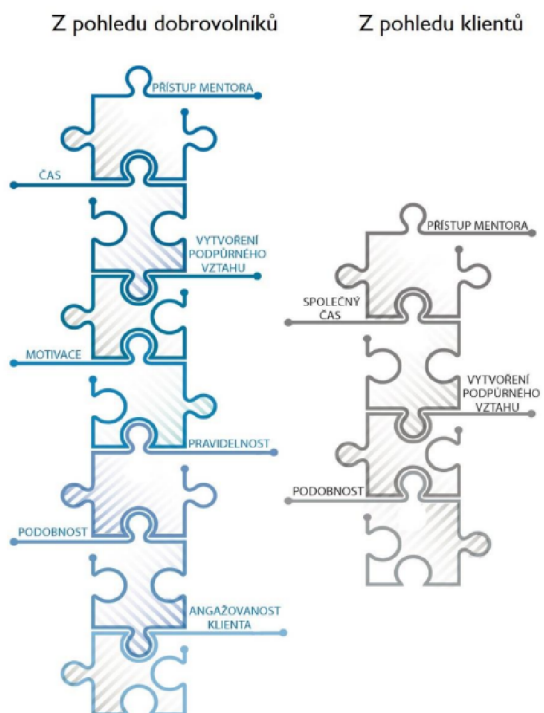 Z pohledu dobrovolníků
PŘÍSTUP MENTORA
ČAS
VYTVOŘENÍ
PODPŮRNÉHO
VZTAHU
MOTIVACE
PRAVIDELNOST
PODOBNOST
ANGAŽOVANOST
KLIENTA
Z pohledu klientů
PŘÍSTUP MENTORA
SPOLEČNÝ
ČAS
VYTVOŘENÍ
PODPŮRNÉHO
VZTAHU
PODOBNOST